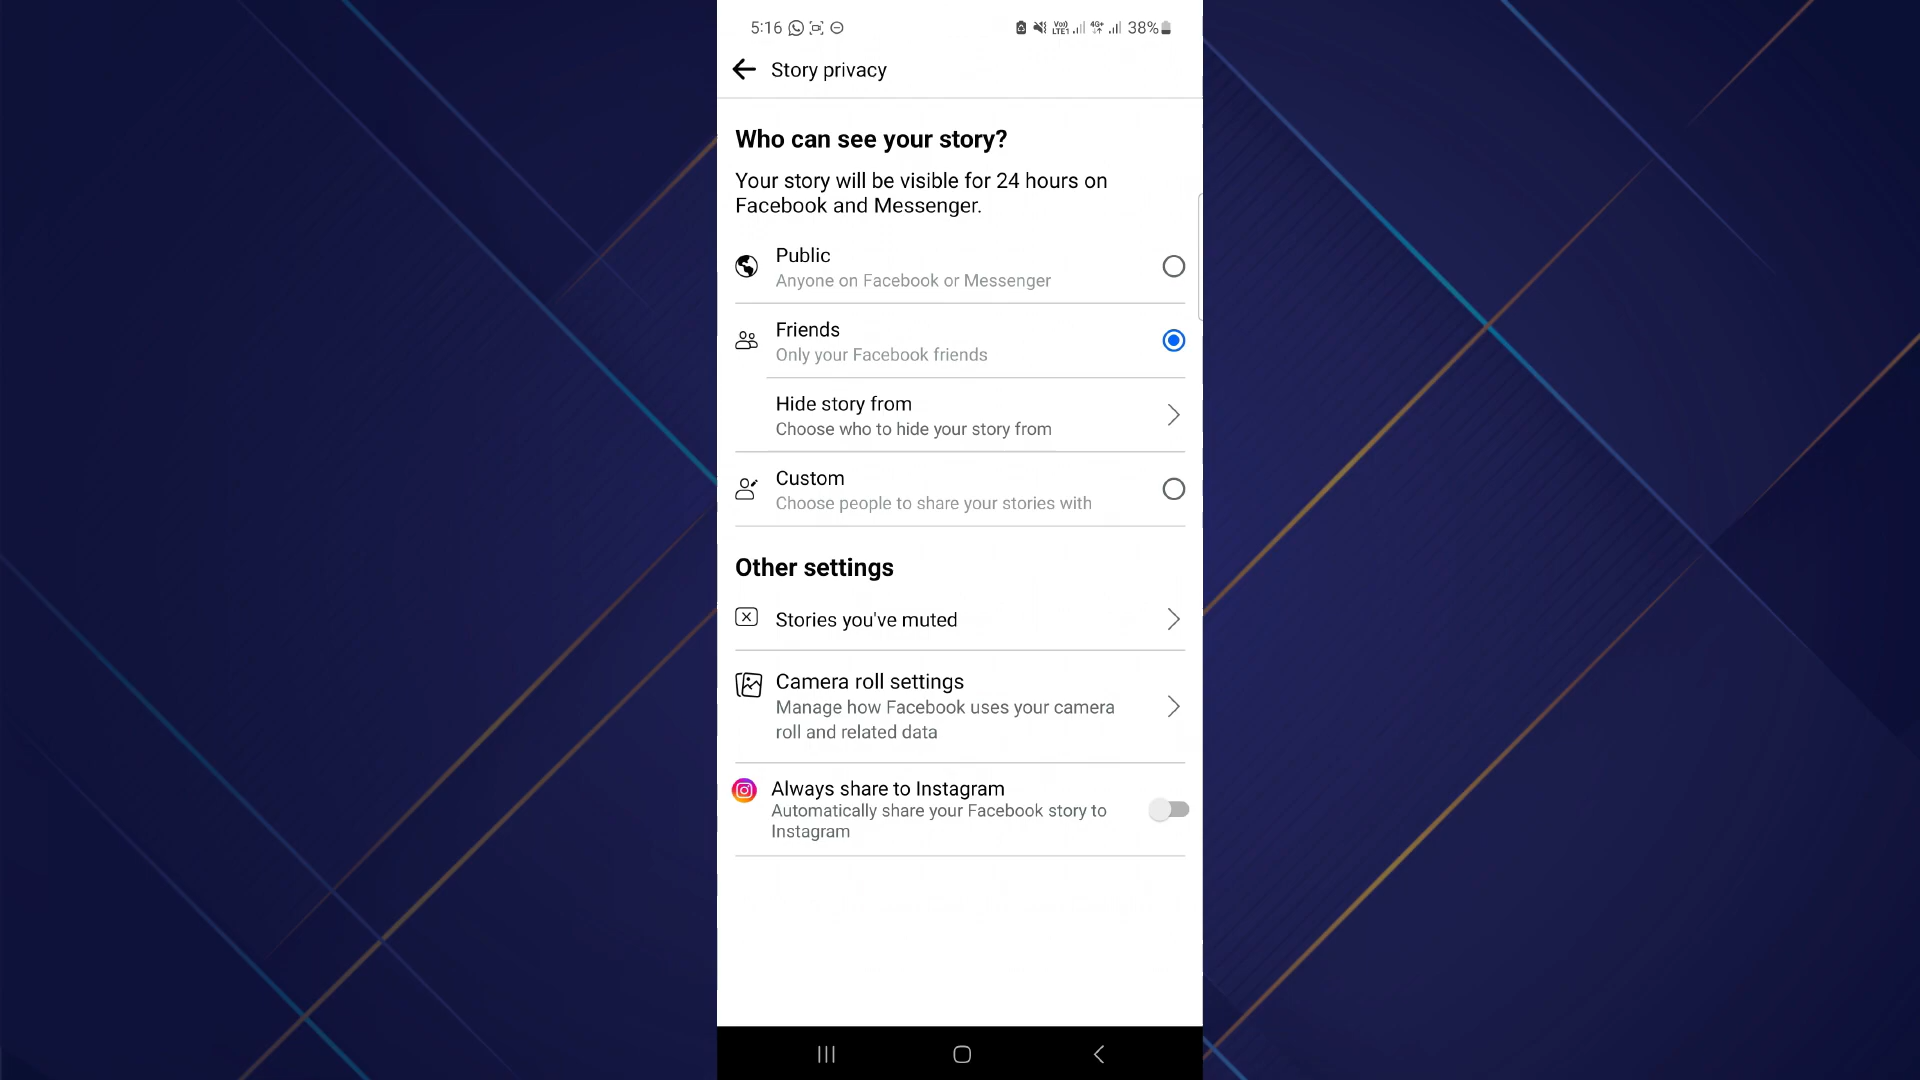 5:16 38%
Story privacy
Who can see your story?
Your story will be visible for 24 hours on
Facebook and Messenger.
Public
Anyone on Facebook or Messenger
Friends
Only your Facebook friends
Hide story from
Choose who to hide your story from
Custom
Choose people to share your stories with
Other settings
Stories you've muted
Camera roll settings
Manage how Facebook uses your camera
roll and related data
Always share to Instagram
Automatically share your Facebook story to
Instagram